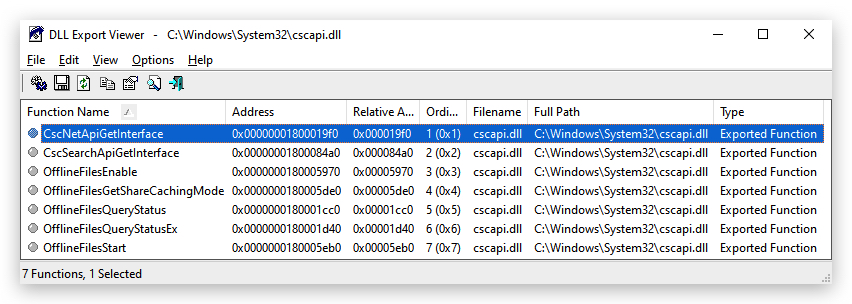 DLL Export Viewer - C:\Windows\System32\cscapi.dll
File Edit View Options Help
Function Name / Address Relative A... Ordi... Filename Full Path Type
CscNetApiGetInterface 0x00000001800019f0 0x000019f0 1 (0x1) cscapi.dll C:\Windows\System32\cscapi.dll Exported Function
CscSearchApiGetInterface 0x00000001800084a0 0x000084a0 2 (0x2) cscapi.dll C:\Windows\System32\cscapi.dll Exported Function
OfflineFilesEnable 0x0000000180005970 0x00005970 3 (0x3) cscapi.dll C:\Windows\System32\cscapi.dll Exported Function
OfflineFilesGetShareCachingMode 0x0000000180005de0 0x00005de0 4 (0x4) cscapi.dll C:\Windows\System32\cscapi.dll Exported Function
OfflineFilesQueryStatus 0x0000000180001cc0 0x00001cc0 5 (0x5) cscapi.dll C:\Windows\System32\cscapi.dll Exported Function
OfflineFilesQueryStatusEx 0x0000000180001d40 0x00001d40 6 (0x6) cscapi.dll C:\Windows\System32\cscapi.dll Exported Function
OfflineFilesStart 0x0000000180005eb0 0x00005eb0 7 (0x7) cscapi.dll C:\Windows\System32\cscapi.dll Exported Function
7 Functions, 1 Selected